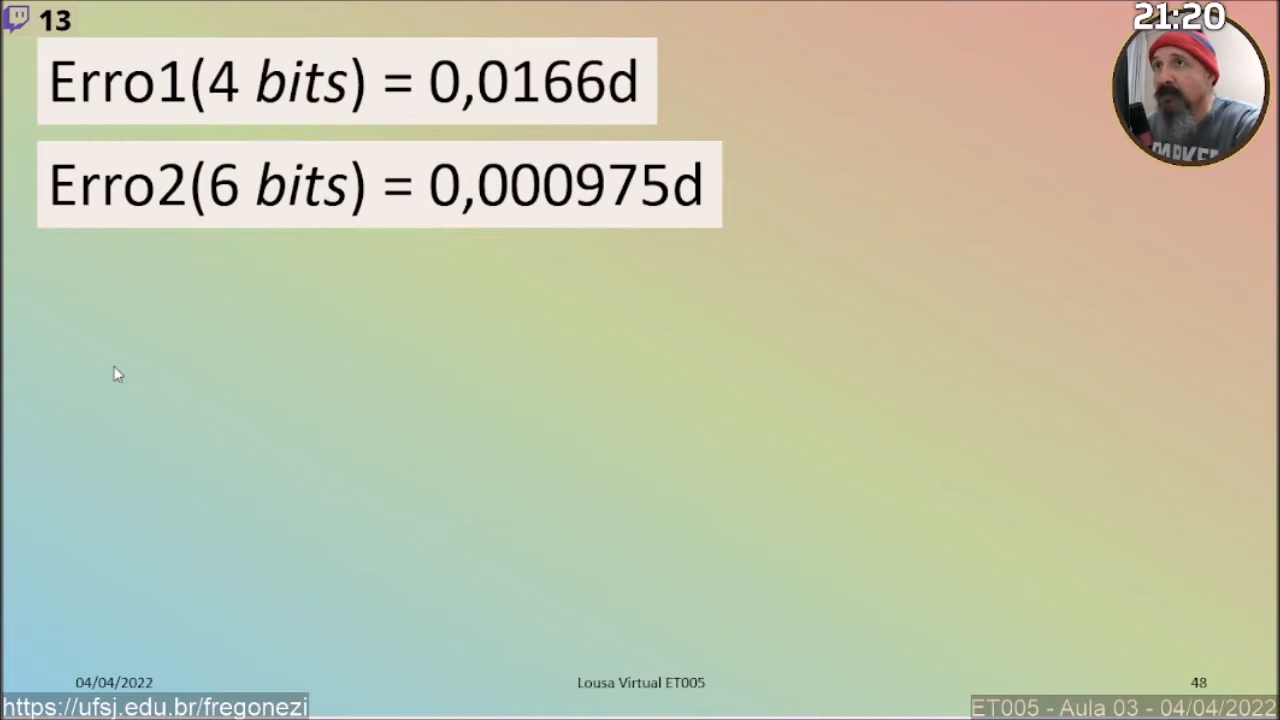 13
21:20
Erro1(4 bits) = 0,0166d
Erro2(6 bits) = 0,000975d
04/04/2022
Lousa Virtual ET005
48
https://ufsj.edu.br/fregonezi
ET005 - Aula 03 - 04/04/2022